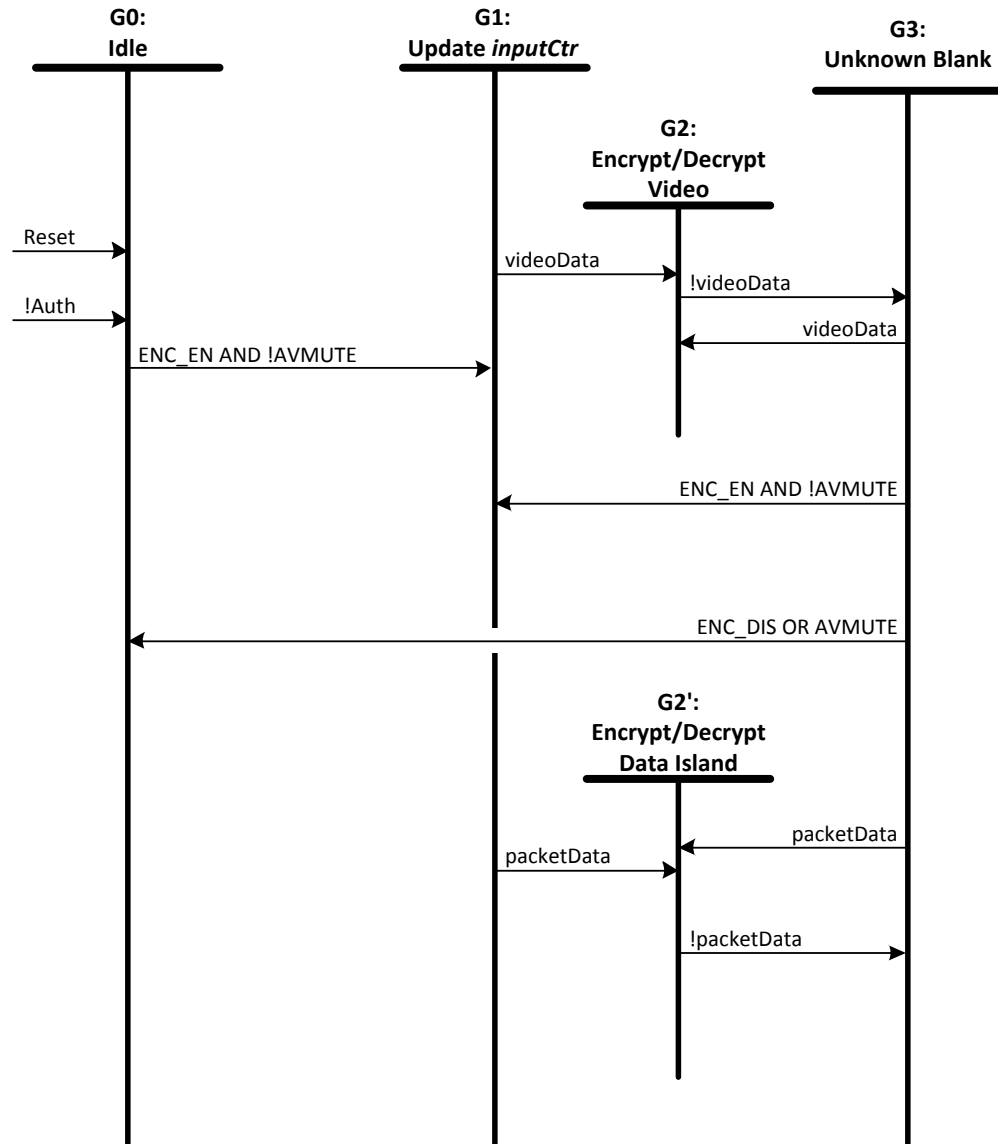 G0:
Idle
G1:
Update inputCtr
G3:
Unknown Blank
G2:
Encrypt/Decrypt
Video
Reset
videoData
!videoData
!Auth
videoData
ENC_EN AND !AVMUTE
ENC_EN AND !AVMUTE
ENC_DIS OR AVMUTE
G2':
Encrypt/Decrypt
Data Island
packetData
packetData
!packetData